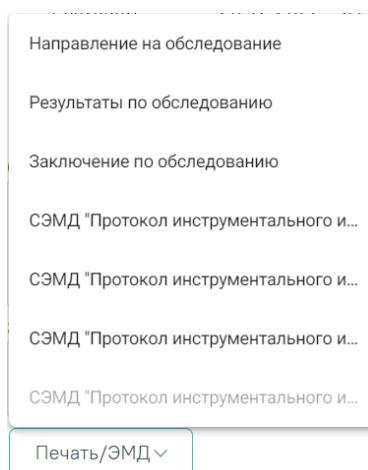 Направление на обследование
Результаты по обследованию
Заключение по обследованию
СЭМД "Протокол инструментального и...
СЭМД "Протокол инструментального и...
СЭМД "Протокол инструментального и...
СЭМД "Протокол инструментального и...
Печать/ЭМД